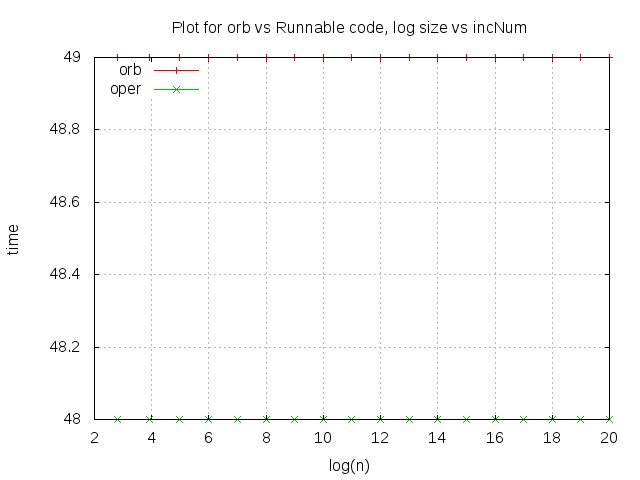 Plot for orb vs Runnable code, log size vs incNum
49
orb
oper
48.8
48.6
time
48.4
48.2
48
2 4 6 8 10 12 14 16 18 20
log(n)